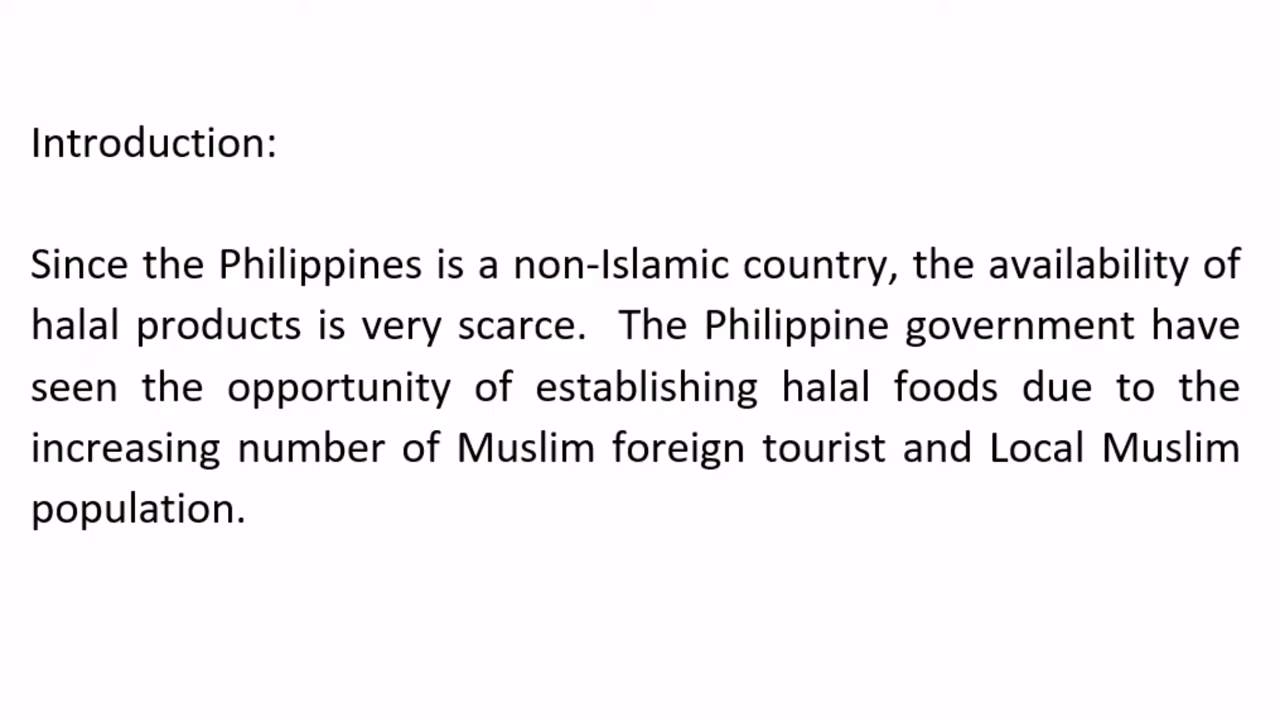 Introduction:
Since the Philippines is a non-Islamic country, the availability of
halal products is very scarce.  The Philippine government have
seen the opportunity of establishing halal foods due to the
increasing number of Muslim foreign tourist and Local Muslim
population.